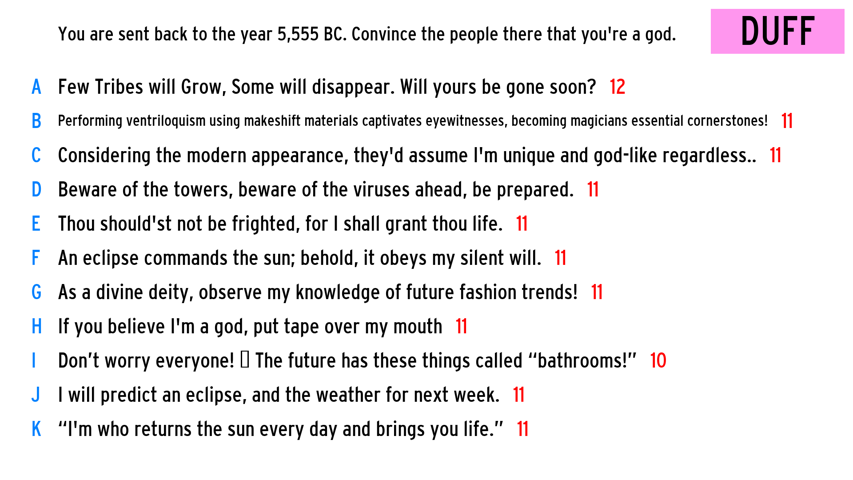 You are sent back to the year 5,555 BC. Convince the people there that you're a god.
DUFF
A Few Tribes will Grow, Some will disappear. Will yours be gone soon? 12
B Performing ventriloquism using makeshift materials captivates eyewitnesses, becoming magicians essential cornerstones! 11
C Considering the modern appearance, they'd assume I'm unique and god-like regardless.. 11
D Beware of the towers, beware of the viruses ahead, be prepared. 11
E Thou should'st not be frighted, for I shall grant thou life. 11
F An eclipse commands the sun; behold, it obeys my silent will. 11
G As a divine deity, observe my knowledge of future fashion trends! 11
H If you believe I'm a god, put tape over my mouth 11
I Don’t worry everyone! ▯ The future has these things called “bathrooms!” 10
J I will predict an eclipse, and the weather for next week. 11
K “I'm who returns the sun every day and brings you life.” 11